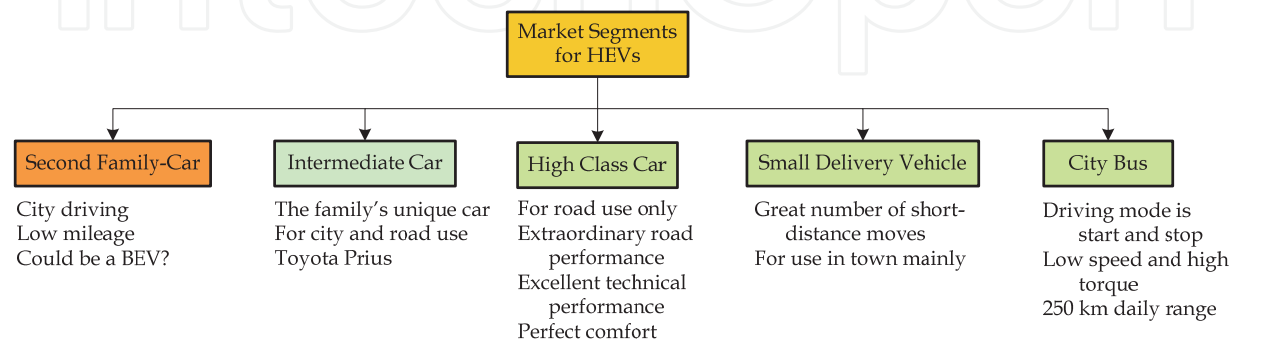 Market Segments
for HEVs
Second Family-Car
City driving
Low mileage
Could be a BEV?
Intermediate Car
The family's unique car
For city and road use
Toyota Prius
High Class Car
For road use only
Extraordinary road
performance
Excellent technical
performance
Perfect comfort
Small Delivery Vehicle
Great number of short-
distance moves
For use in town mainly
City Bus
Driving mode is
start and stop
Low speed and high
torque
250 km daily range